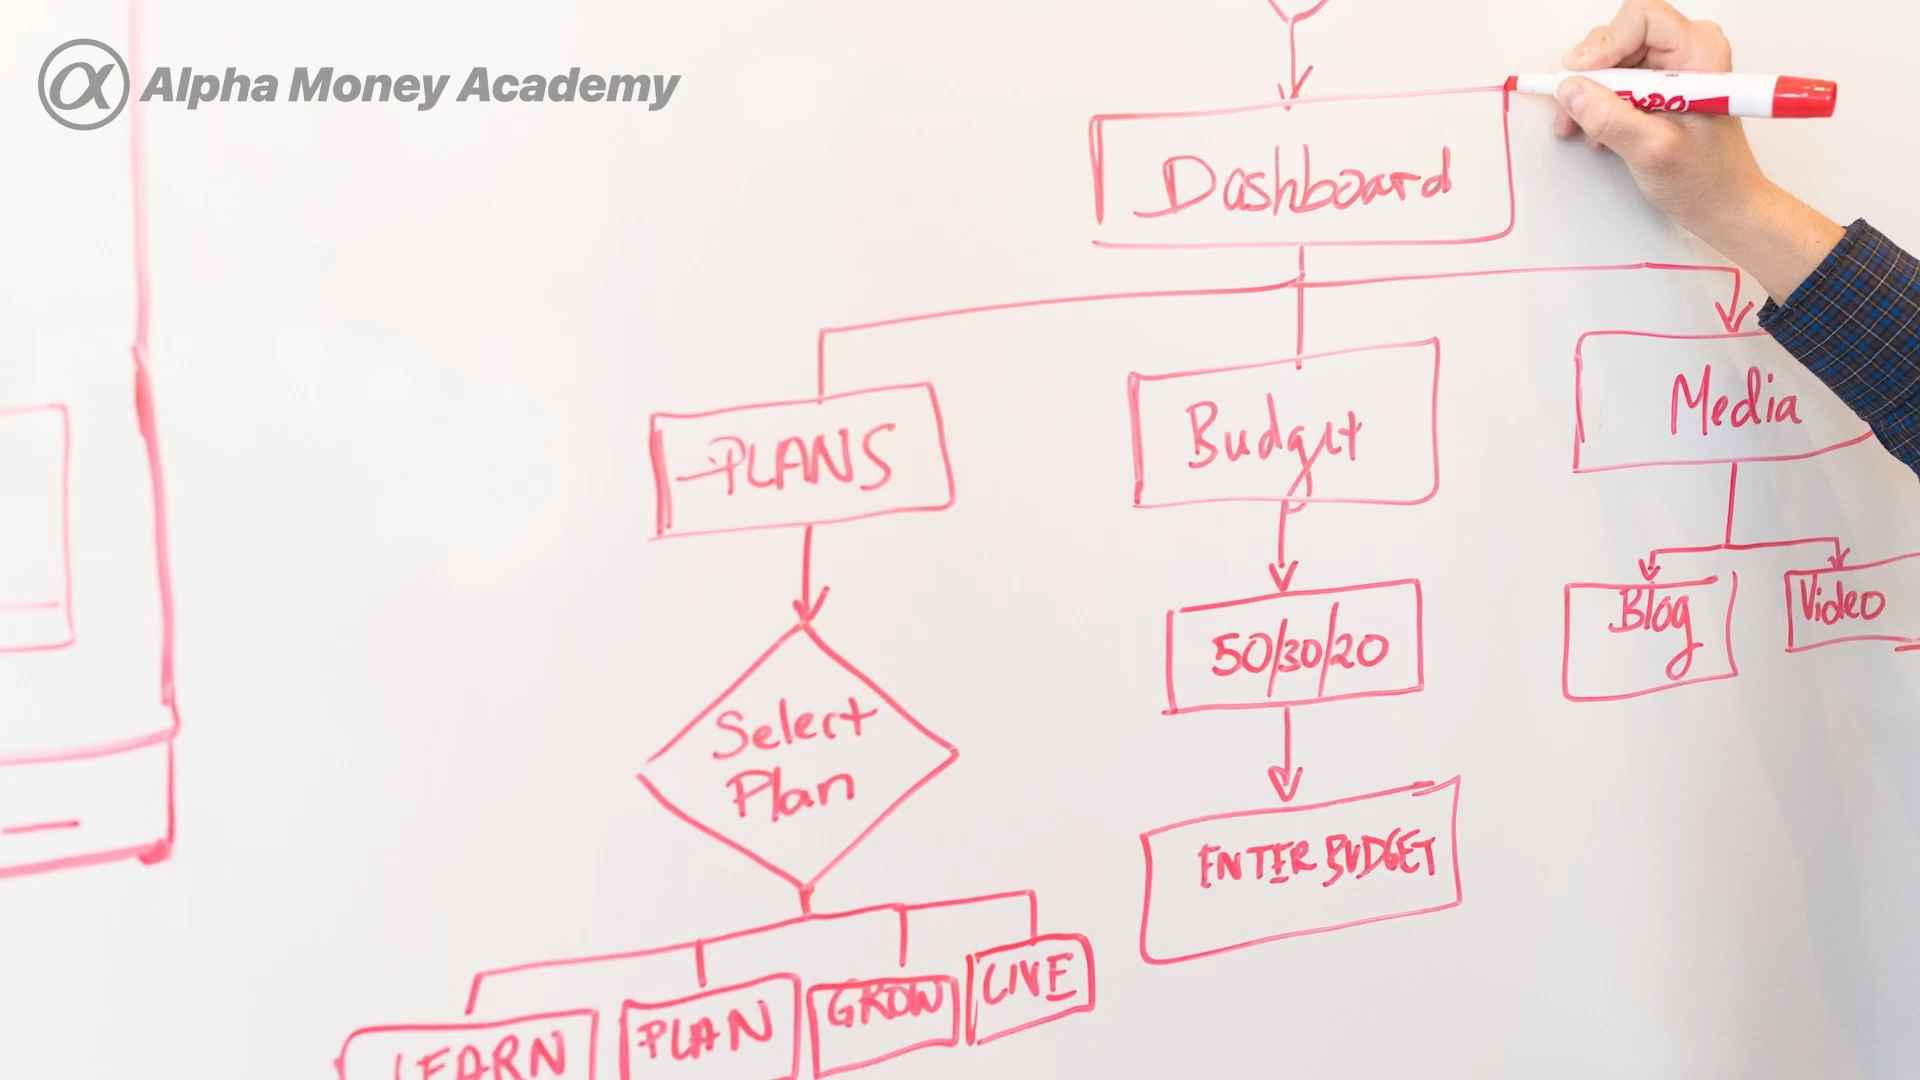 Alpha Money Academy
EXPO
Dashboard
PLANS
Budget
Media
Select
Plan
50/30/20
Blog
Video
ENTER BUDGET
LEARN
PLAN
GROW
LIVE